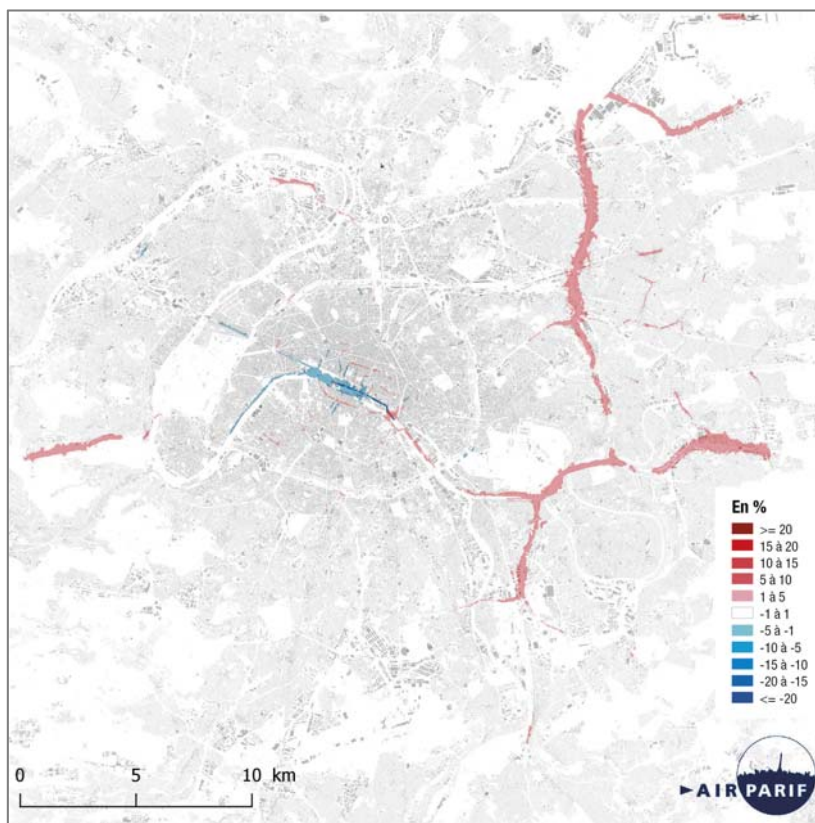 En %
>= 20
15 à 20
10 à 15
5 à 10
1 à 5
-1 à 1
-5 à -1
-10 à -5
-15 à -10
-20 à -15
<= -20
0 5 10 km
AIRPARIF